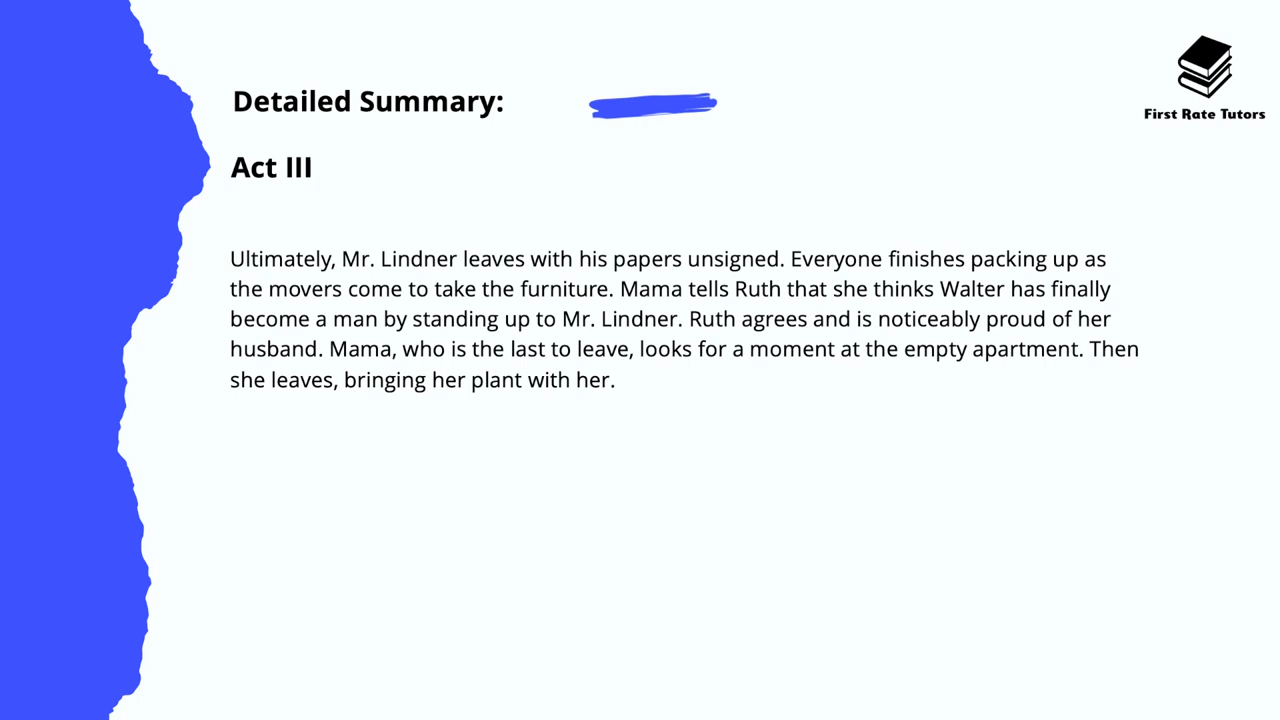 First Rate Tutors
Detailed Summary:
Act III
Ultimately, Mr. Lindner leaves with his papers unsigned. Everyone finishes packing up as
the movers come to take the furniture. Mama tells Ruth that she thinks Walter has finally
become a man by standing up to Mr. Lindner. Ruth agrees and is noticeably proud of her
husband. Mama, who is the last to leave, looks for a moment at the empty apartment. Then
she leaves, bringing her plant with her.